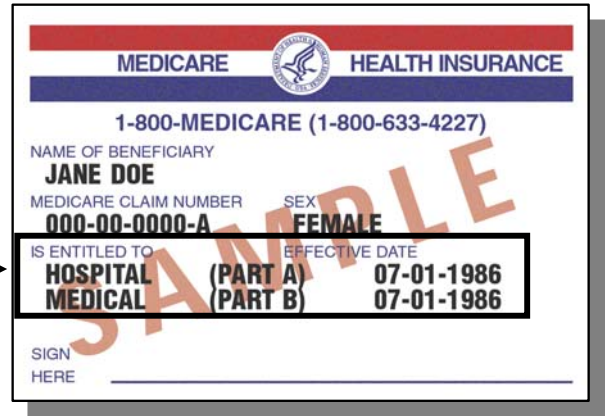 MEDICARE HEALTH INSURANCE
1-800-MEDICARE (1-800-633-4227)
NAME OF BENEFICIARY
JANE DOE
MEDICARE CLAIM NUMBER SEX
000-00-0000-A FEMALE
IS ENTITLED TO EFFECTIVE DATE
HOSPITAL (PART A) 07-01-1986
MEDICAL (PART B) 07-01-1986
SIGN
HERE
SAMPLE